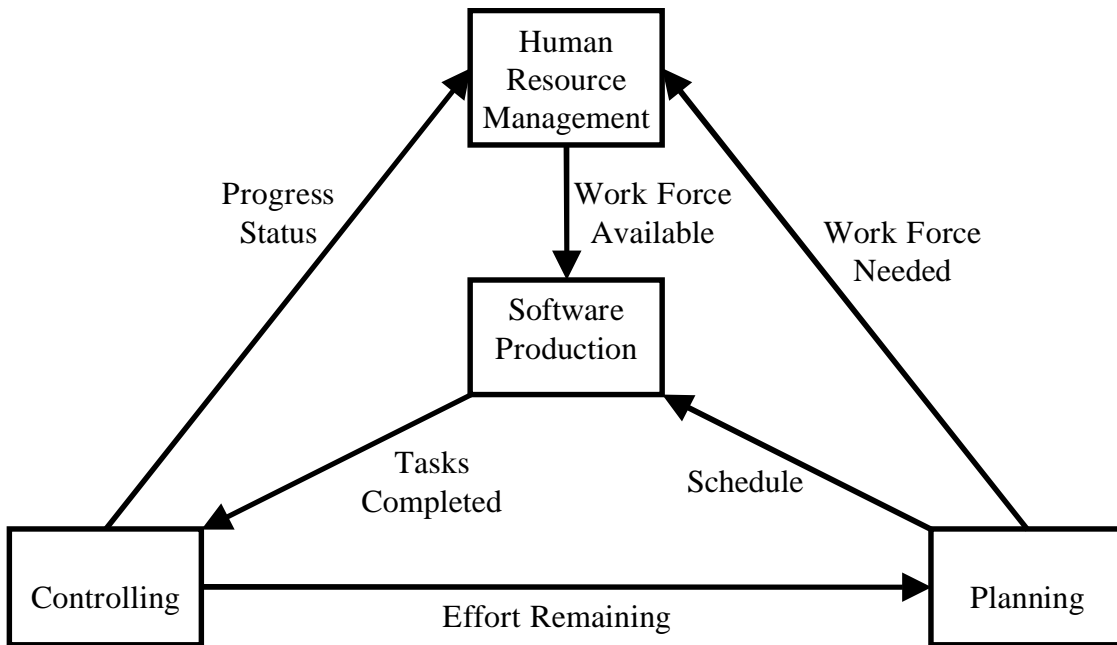 Human
Resource
Management
Progress
Status
Work Force
Available
Work Force
Needed
Software
Production
Tasks
Completed
Schedule
Controlling
Effort Remaining
Planning